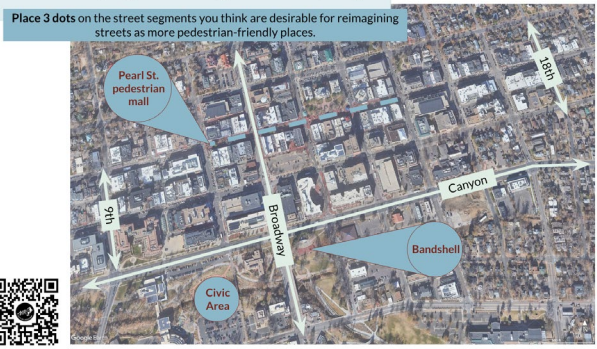 Place 3 dots on the street segments you think are desirable for reimagining
streets as more pedestrian-friendly places.
Pearl St.
pedestrian
mall
18th
9th
Broadway
Canyon
Bandshell
Civic
Area
Google Earth